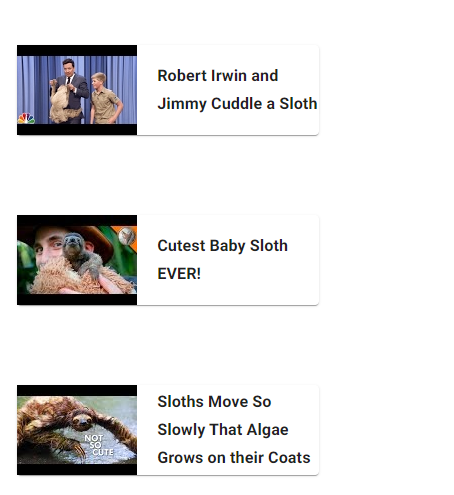 Robert Irwin and
Jimmy Cuddle a Sloth
Cutest Baby Sloth
EVER!
Sloths Move So
Slowly That Algae
Grows on their Coats
NOT
SO
CUTE